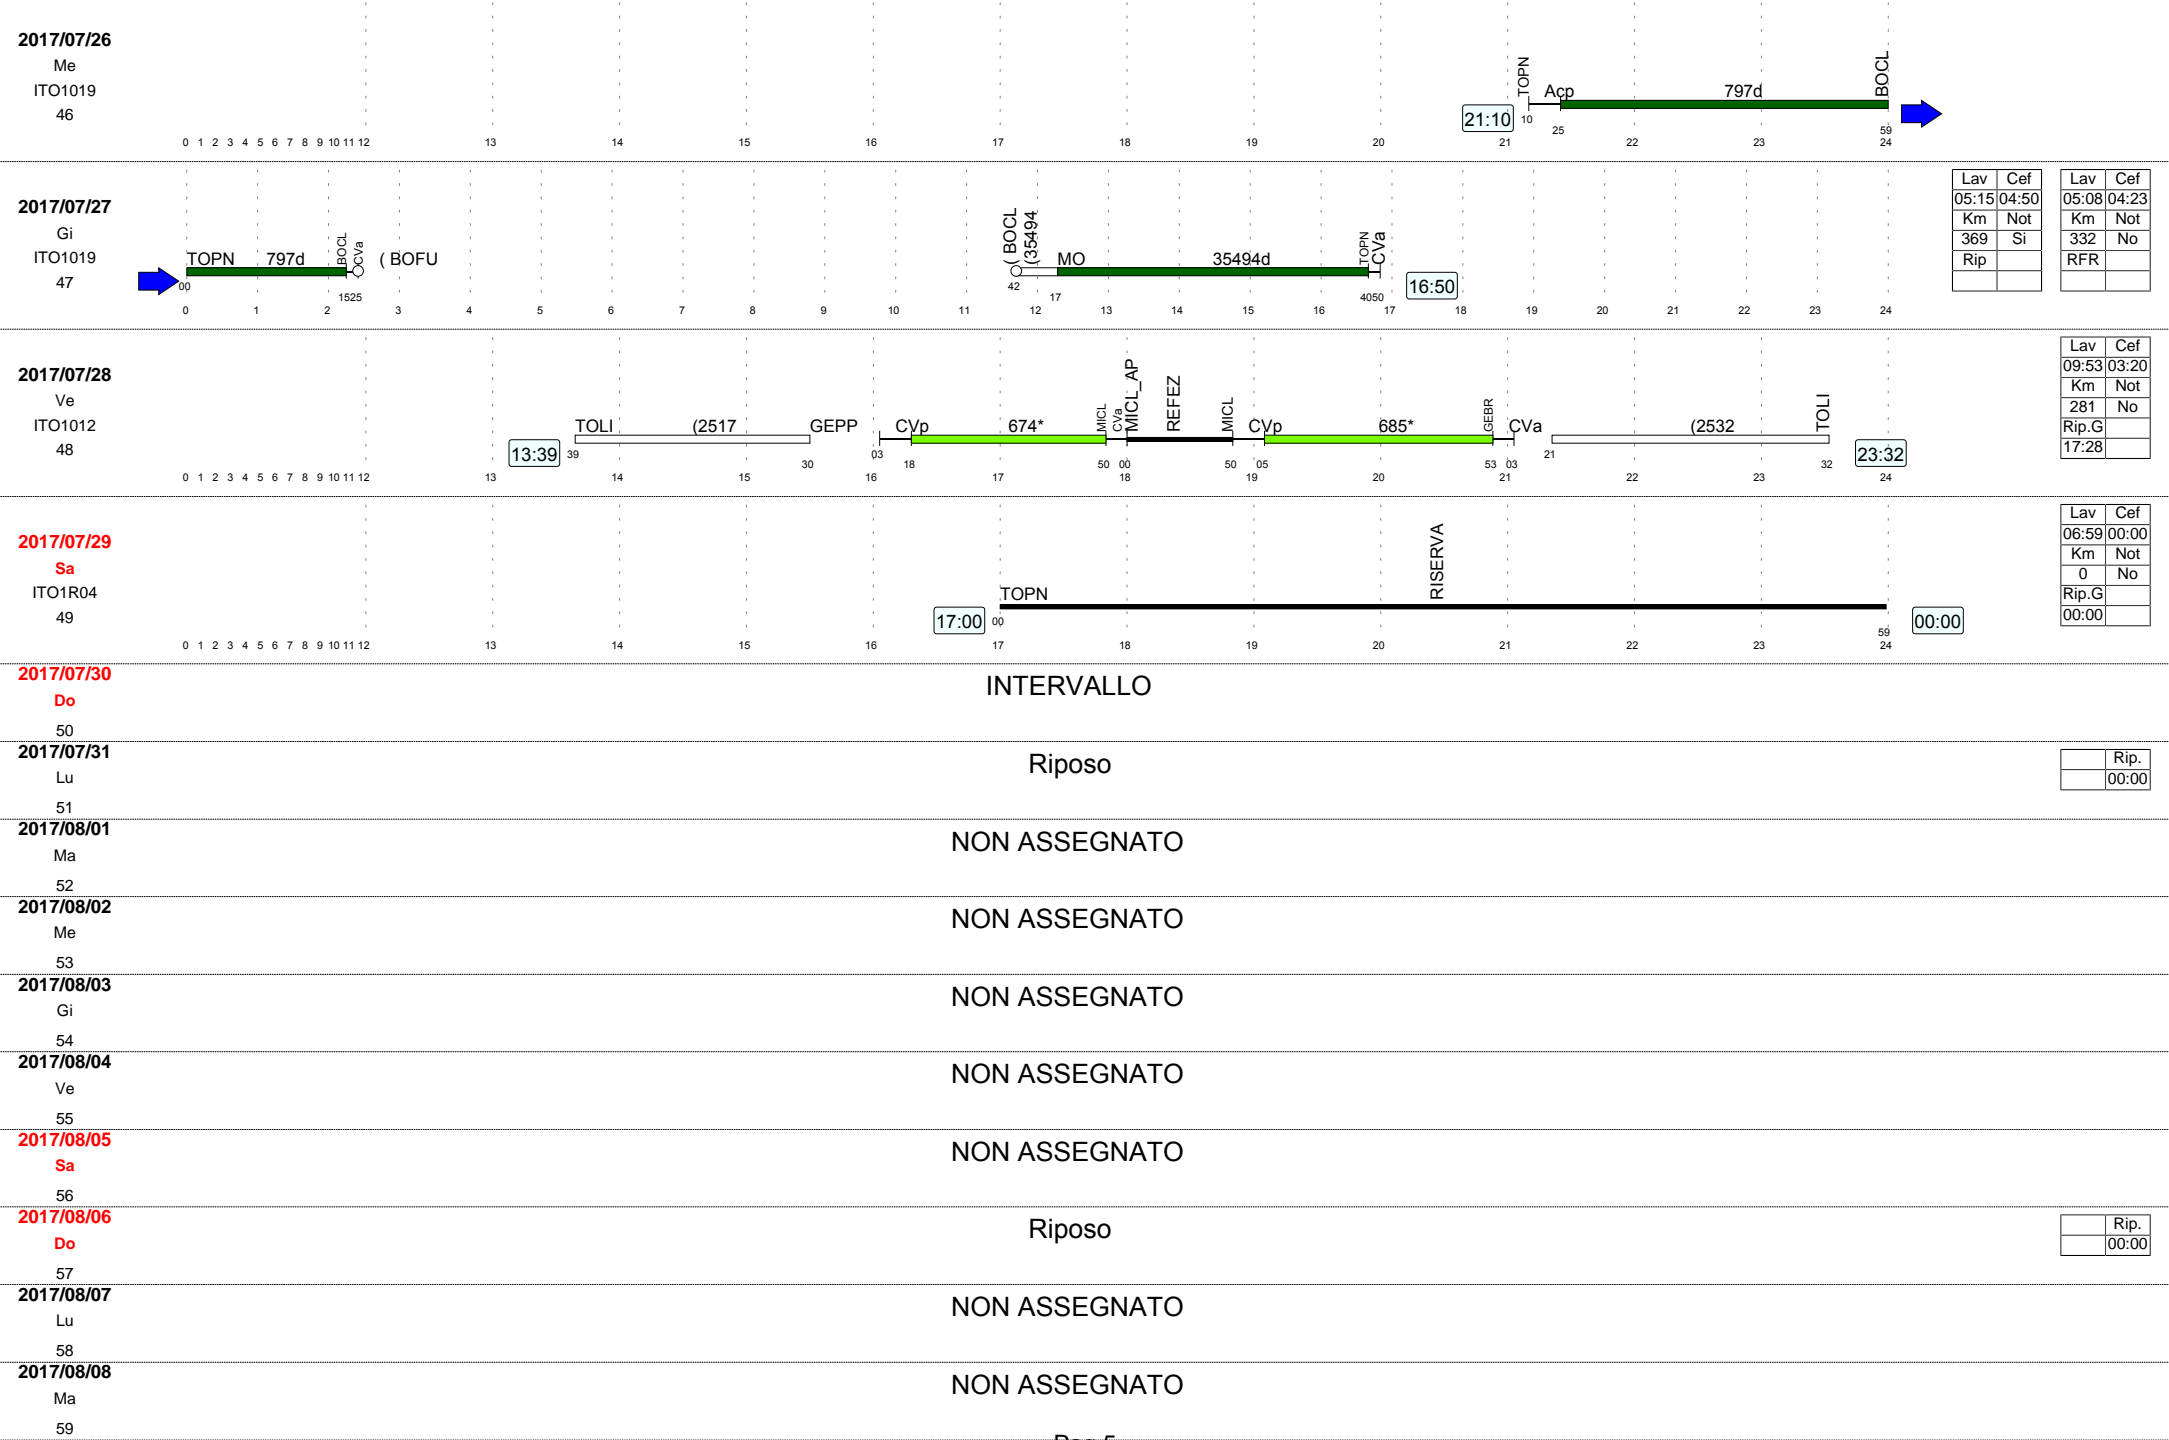 2017/07/26
Me
ITO1019
46
21:10
TOPN
10
Acp
25
797d
BOCL
59
0 1 2 3 4 5 6 7 8 9 10 11 12 13 14 15 16 17 18 19 20 21 22 23 24
2017/07/27
Gi
ITO1019
47
TOPN 797d
00
BOCL
CVa
1525
( BOFU
( BOCL
(35494
42
MO 35494d
17
TOPN
CVa
4050
16:50
0 1 2 3 4 5 6 7 8 9 10 11 12 13 14 15 16 17 18 19 20 21 22 23 24
Lav Cef
05:15 04:50
Km Not
369 Si
Rip
Lav Cef
05:08 04:23
Km Not
332 No
RFR
2017/07/28
Ve
ITO1012
48
13:39
TOLI (2517 GEPP
39 30
CVp 674*
03 18
MICL
CVa
MICL_AP
50 00
REFEZ
MICL
50
CVp 685*
05
GEBR
CVa
53 03
(2532
21
TOLI
32
23:32
0 1 2 3 4 5 6 7 8 9 10 11 12 13 14 15 16 17 18 19 20 21 22 23 24
Lav Cef
09:53 03:20
Km Not
281 No
Rip.G
17:28
2017/07/29
Sa
ITO1R04
49
17:00
TOPN
00
RISERVA
59
00:00
0 1 2 3 4 5 6 7 8 9 10 11 12 13 14 15 16 17 18 19 20 21 22 23 24
Lav Cef
06:59 00:00
Km Not
0 No
Rip.G
00:00
2017/07/30
Do
50
INTERVALLO
2017/07/31
Lu
51
Riposo
Rip.
00:00
2017/08/01
Ma
52
NON ASSEGNATO
2017/08/02
Me
53
NON ASSEGNATO
2017/08/03
Gi
54
NON ASSEGNATO
2017/08/04
Ve
55
NON ASSEGNATO
2017/08/05
Sa
56
NON ASSEGNATO
2017/08/06
Do
57
Riposo
Rip.
00:00
2017/08/07
Lu
58
NON ASSEGNATO
2017/08/08
Ma
59
NON ASSEGNATO